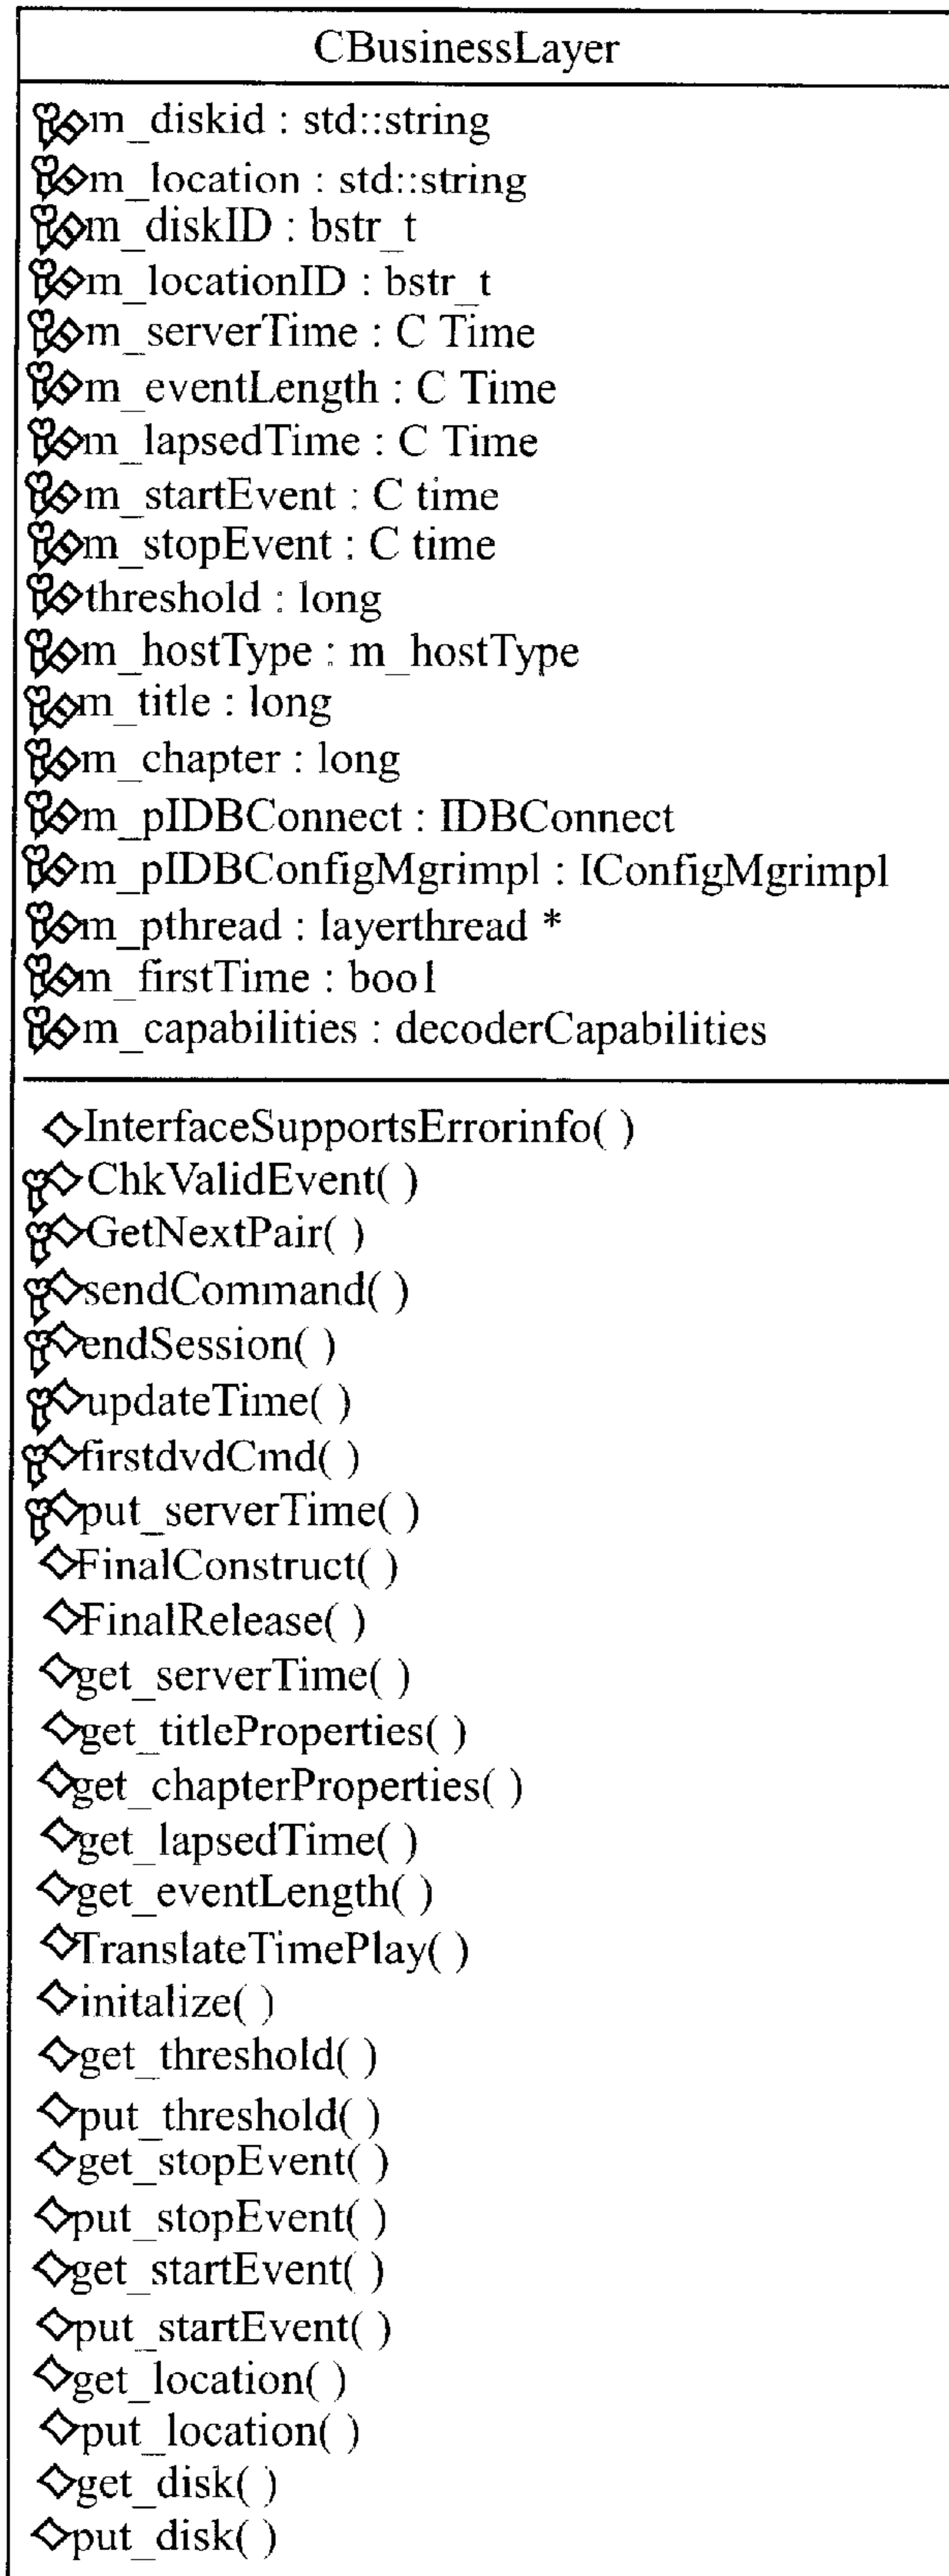 CBusinessLayer
m_diskid : std::string
m_location : std::string
m_diskID : bstr_t
m_locationID : bstr_t
m_serverTime : C Time
m_eventLength : C Time
m_lapsedTime : C Time
m_startEvent : C time
m_stopEvent : C time
threshold : long
m_hostType : m_hostType
m_title : long
m_chapter : long
m_pIDBConnect : IDBConnect
m_pIDBConfigMgrimpl : IConfigMgrimpl
m_pthread : layerthread *
m_firstTime : bool
m_capabilities : decoderCapabilities
InterfaceSupportsErrorinfo( )
ChkValidEvent( )
GetNextPair( )
sendCommand( )
endSession( )
updateTime( )
firstdvdCmd( )
put_serverTime( )
FinalConstruct( )
FinalRelease( )
get_serverTime( )
get_titleProperties( )
get_chapterProperties( )
get_lapsedTime( )
get_eventLength( )
TranslateTimePlay( )
initalize( )
get_threshold( )
put_threshold( )
get_stopEvent( )
put_stopEvent( )
get_startEvent( )
put_startEvent( )
get_location( )
put_location( )
get_disk( )
put_disk( )